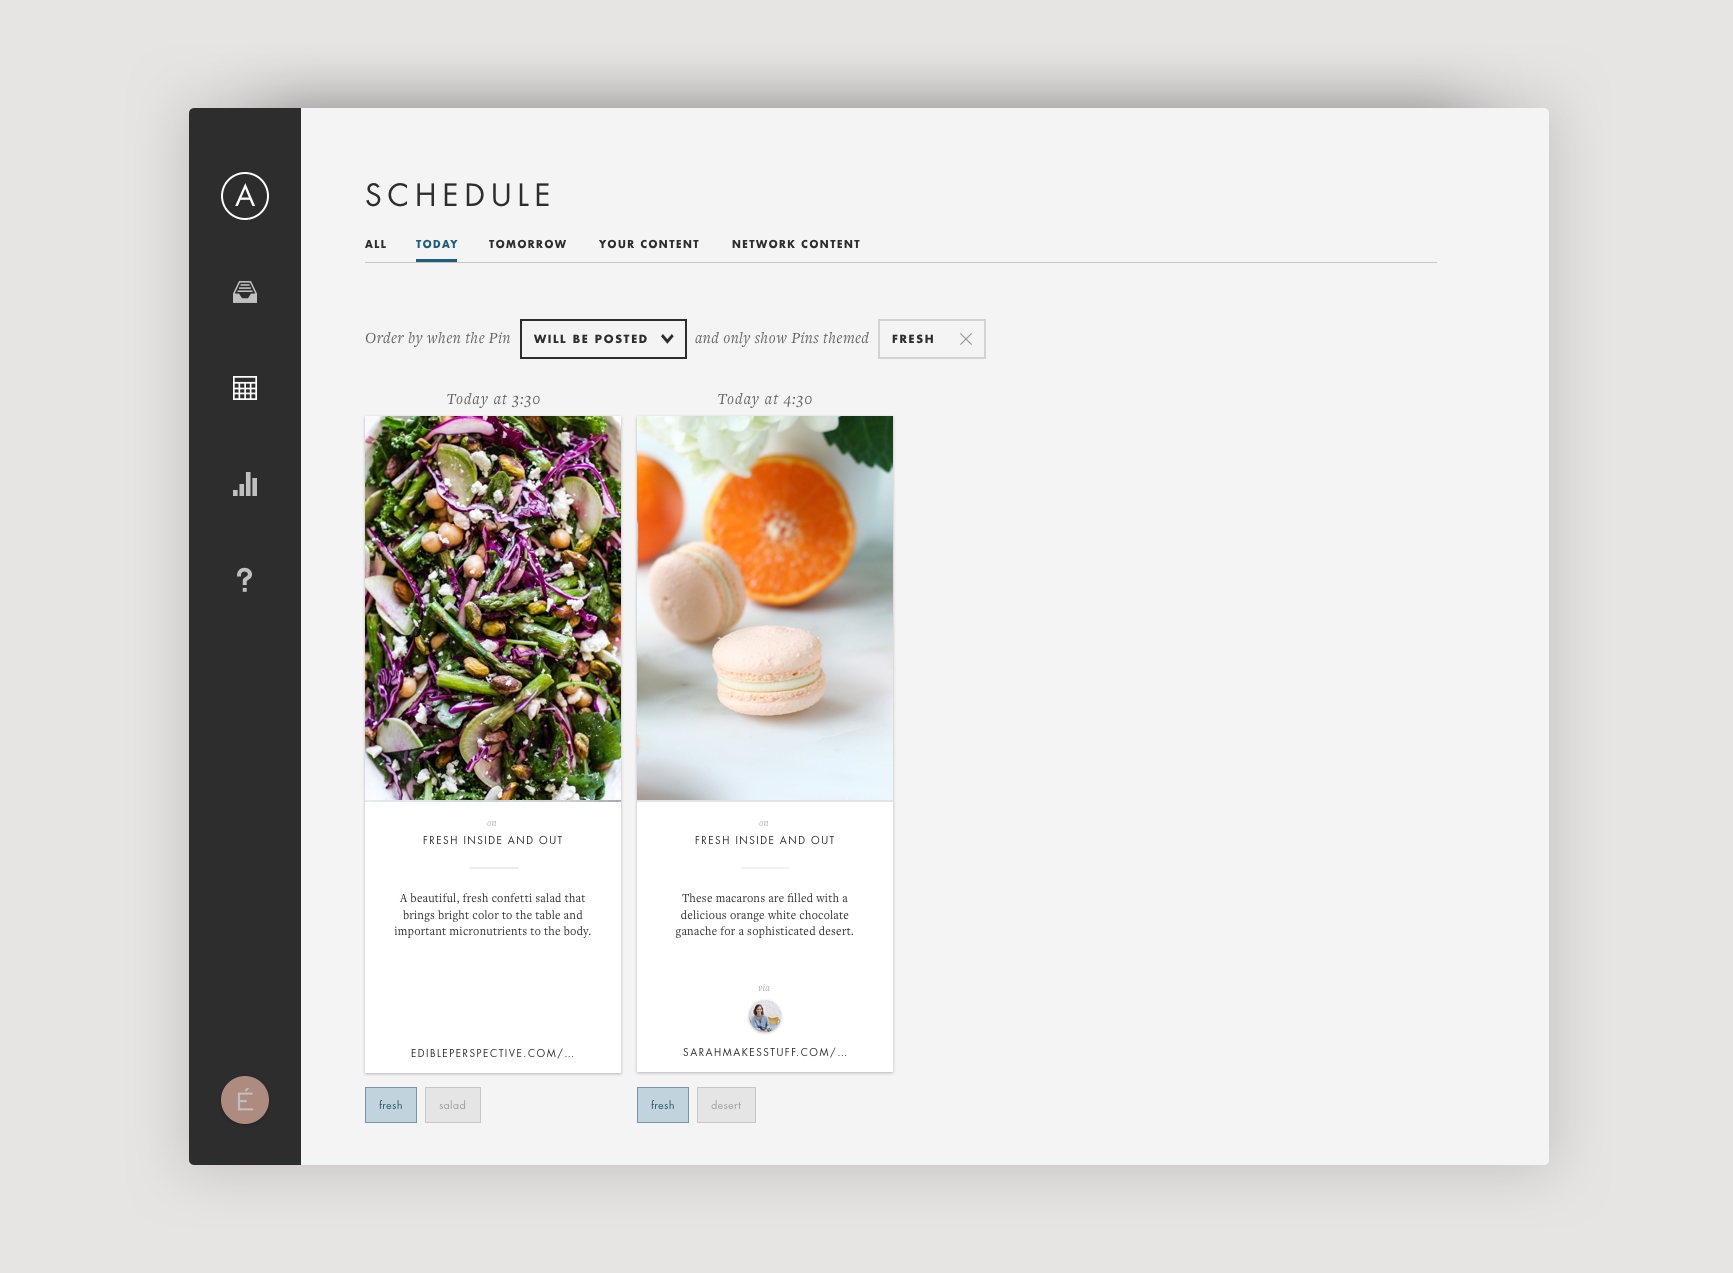 A
SCHEDULE
ALL TODAY TOMORROW YOUR CONTENT NETWORK CONTENT
Order by when the Pin WILL BE POSTED and only show Pins themed FRESH
Today at 3:30
on
FRESH INSIDE AND OUT
A beautiful, fresh confetti salad that
brings bright color to the table and
important micronutrients to the body.
EDIBLEPERSPECTIVE.COM/...
fresh salad
Today at 4:30
on
FRESH INSIDE AND OUT
These macarons are filled with a
delicious orange white chocolate
ganache for a sophisticated desert.
via
SARAHMAKESSTUFF.COM/...
fresh desert
?
É